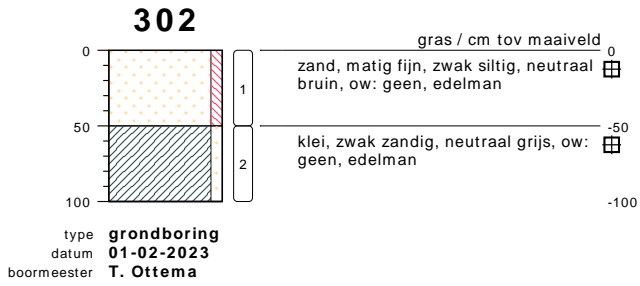 302
gras / cm tov maaiveld
0
0
zand, matig fijn, zwak siltig, neutraal
bruin, ow: geen, edelman
1
50
-50
klei, zwak zandig, neutraal grijs, ow:
geen, edelman
2
100
-100
type grondboring
datum 01-02-2023
boormeester T. Ottema